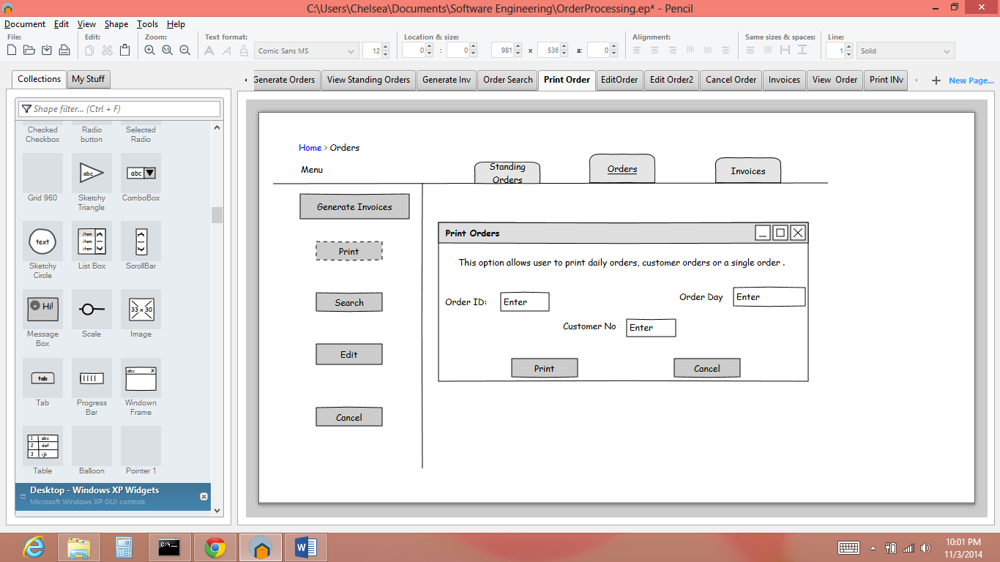 C:\Users\Chelsea\Documents\Software Engineering\OrderProcessing.ep* - Pencil
Document Edit View Shape Tools Help
File: Edit: Zoom: Text format: Location & size: Alignment: Same sizes & spaces: Line:
1:1 Comic Sans MS 12 0 : 0 981 x 536 a: 0 1 Solid
Collections My Stuff
Generate Orders View Standing Orders Generate Inv Order Search Print Order EditOrder Edit Order2 Cancel Order Invoices View Order Print INv New Page...
Shape filter... (Ctrl + F)
Checked Checkbox
Radio button
Selected Radio
Grid 960
abc
Sketchy Triangle
abc
ComboBox
text
Sketchy Circle
item
item
item
List Box
ScrollBar
Hi!
Message Box
Scale
33 x 30
Image
tab
Tab
Progress Bar
abc X
Windown Frame
1 abc
2 def
3 ijk
Table
Balloon
Pointer 1
Desktop - Windows XP Widgets
Microsoft Windows XP GUI controls
Home > Orders
Menu
Standing Orders
Orders
Invoices
Generate Invoices
Print
Search
Edit
Cancel
Print Orders
This option allows user to print daily orders, customer orders or a single order .
Order ID: Enter
Order Day Enter
Customer No Enter
Print Cancel
C:\_
W
10:01 PM
11/3/2014